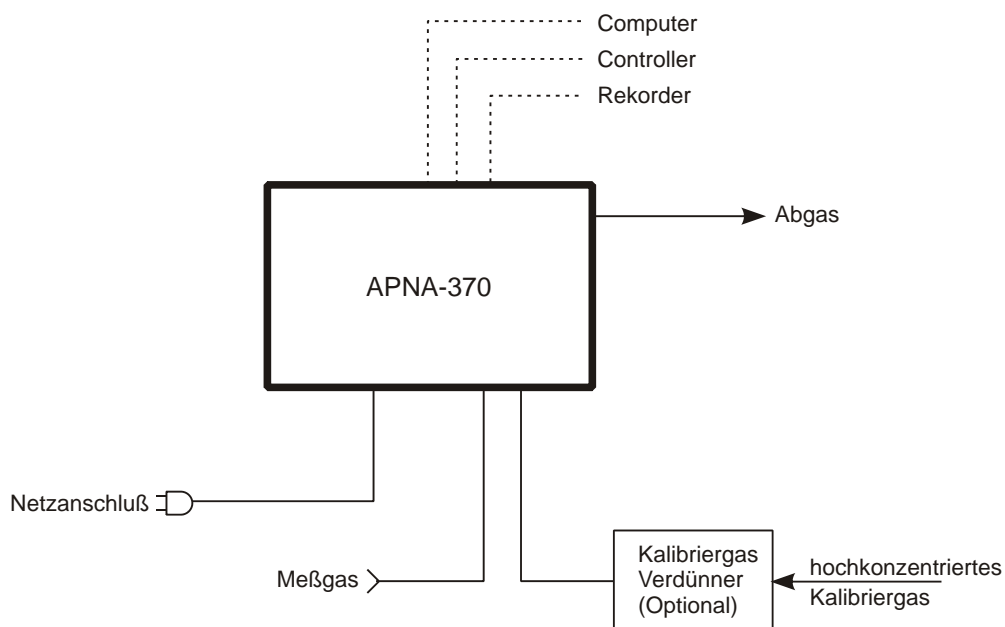 Computer
Controller
Rekorder
Abgas
APNA-370
Netzanschluß
Meßgas
Kalibriergas
Verdünner
(Optional)
hochkonzentriertes
Kalibriergas